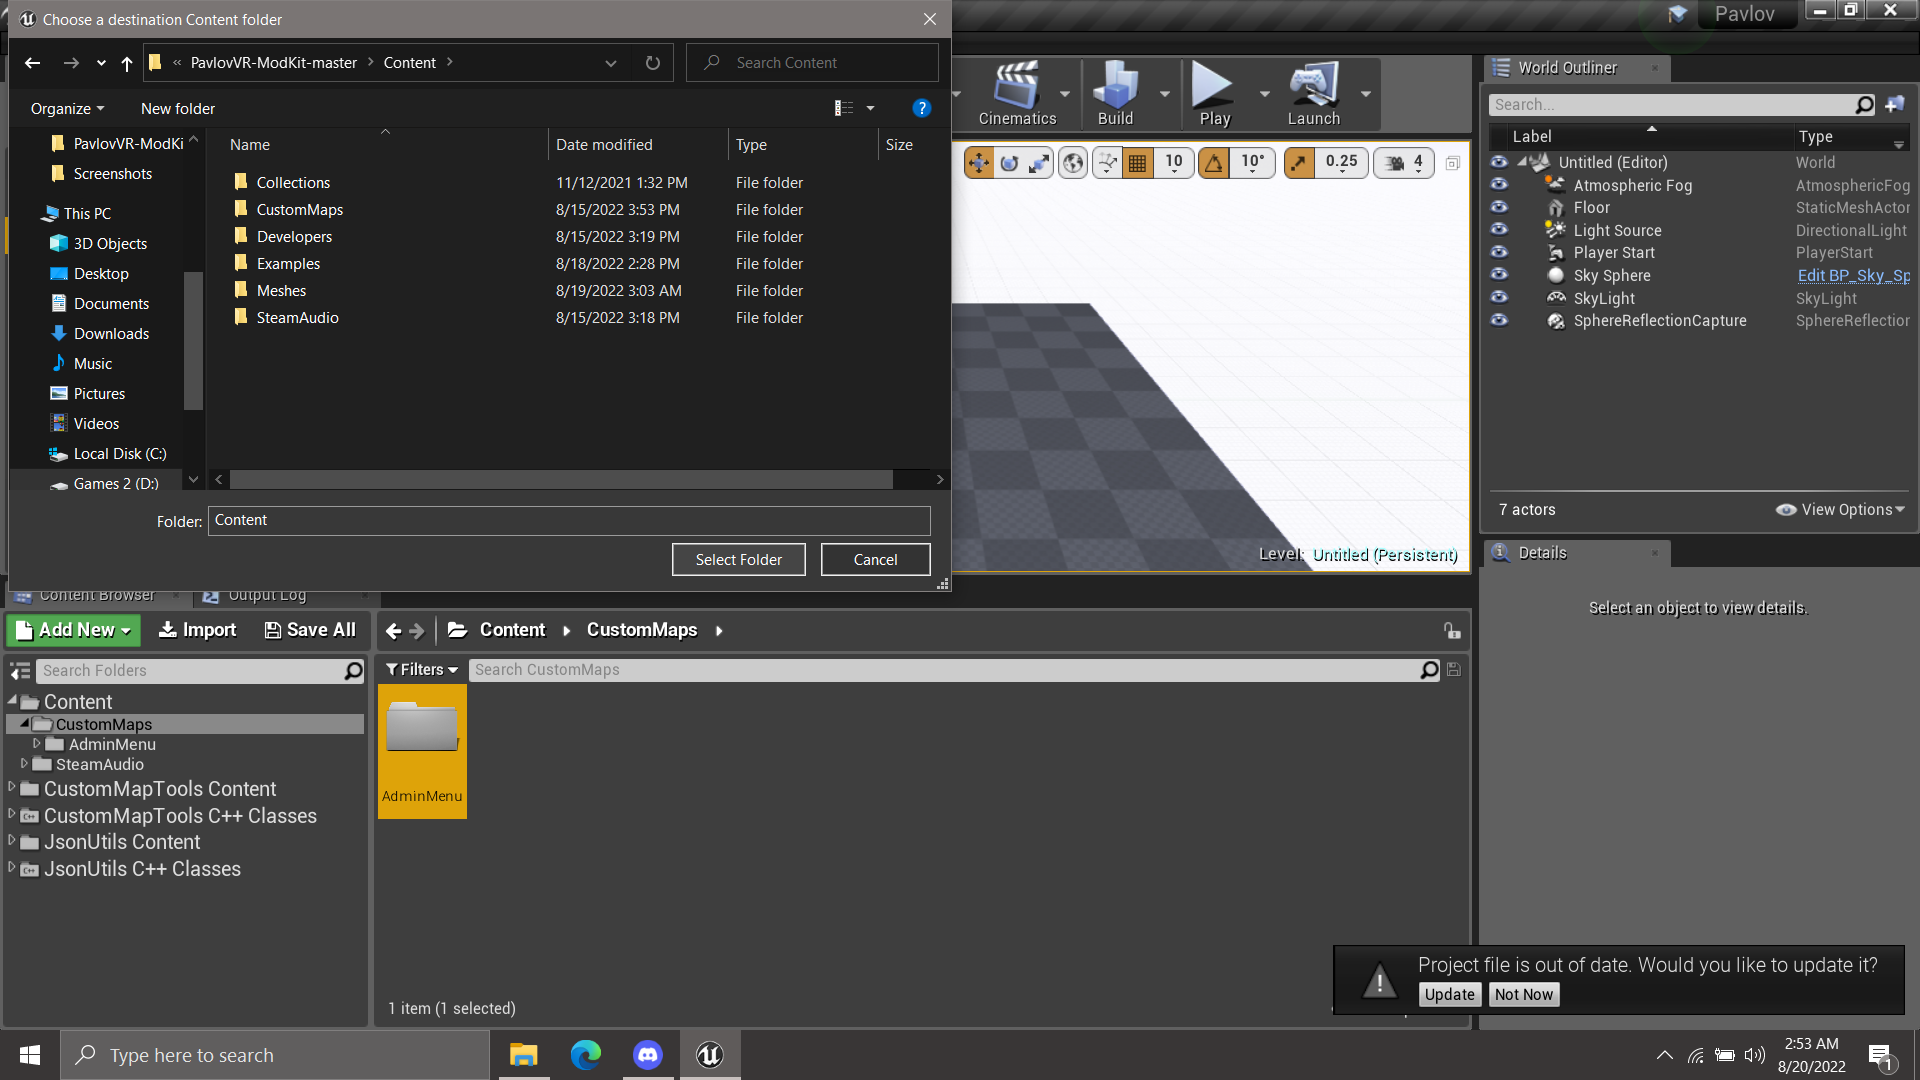 Choose a destination Content folder
Pavlov
« PavlovVR-ModKit-master > Content >
Search Content
Organize
New folder
PavlovVR-ModKi
Screenshots
This PC
3D Objects
Desktop
Documents
Downloads
Music
Pictures
Videos
Local Disk (C:)
Games 2 (D:)
Name Date modified Type Size
Collections 11/12/2021 1:32 PM File folder
CustomMaps 8/15/2022 3:53 PM File folder
Developers 8/15/2022 3:19 PM File folder
Examples 8/18/2022 2:28 PM File folder
Meshes 8/19/2022 3:03 AM File folder
SteamAudio 8/15/2022 3:18 PM File folder
Folder: Content
Select Folder
Cancel
Cinematics
Build
Play
Launch
10
10°
0.25
4
Level: Untitled (Persistent)
World Outliner
Search...
Label Type
Untitled (Editor) World
Atmospheric Fog AtmosphericFog
Floor StaticMeshActor
Light Source DirectionalLight
Player Start PlayerStart
Sky Sphere Edit BP_Sky_Sp
SkyLight SkyLight
SphereReflectionCapture SphereReflection
7 actors
View Options
Details
Select an object to view details.
Content Browser
Output Log
Add New
Import
Save All
Content
CustomMaps
Search Folders
Filters
Search CustomMaps
Content
CustomMaps
AdminMenu
SteamAudio
CustomMapTools Content
CustomMapTools C++ Classes
JsonUtils Content
JsonUtils C++ Classes
AdminMenu
1 item (1 selected)
Project file is out of date. Would you like to update it?
Update
Not Now
Type here to search
2:53 AM
8/20/2022
1